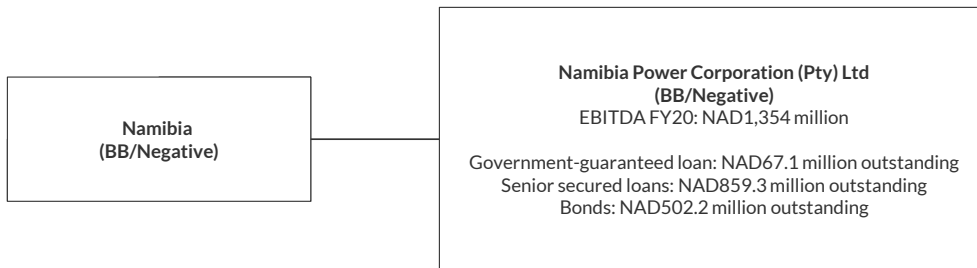 Namibia
(BB/Negative)
Namibia Power Corporation (Pty) Ltd
(BB/Negative)
EBITDA FY20: NAD1,354 million
Government-guaranteed loan: NAD67.1 million outstanding
Senior secured loans: NAD859.3 million outstanding
Bonds: NAD502.2 million outstanding